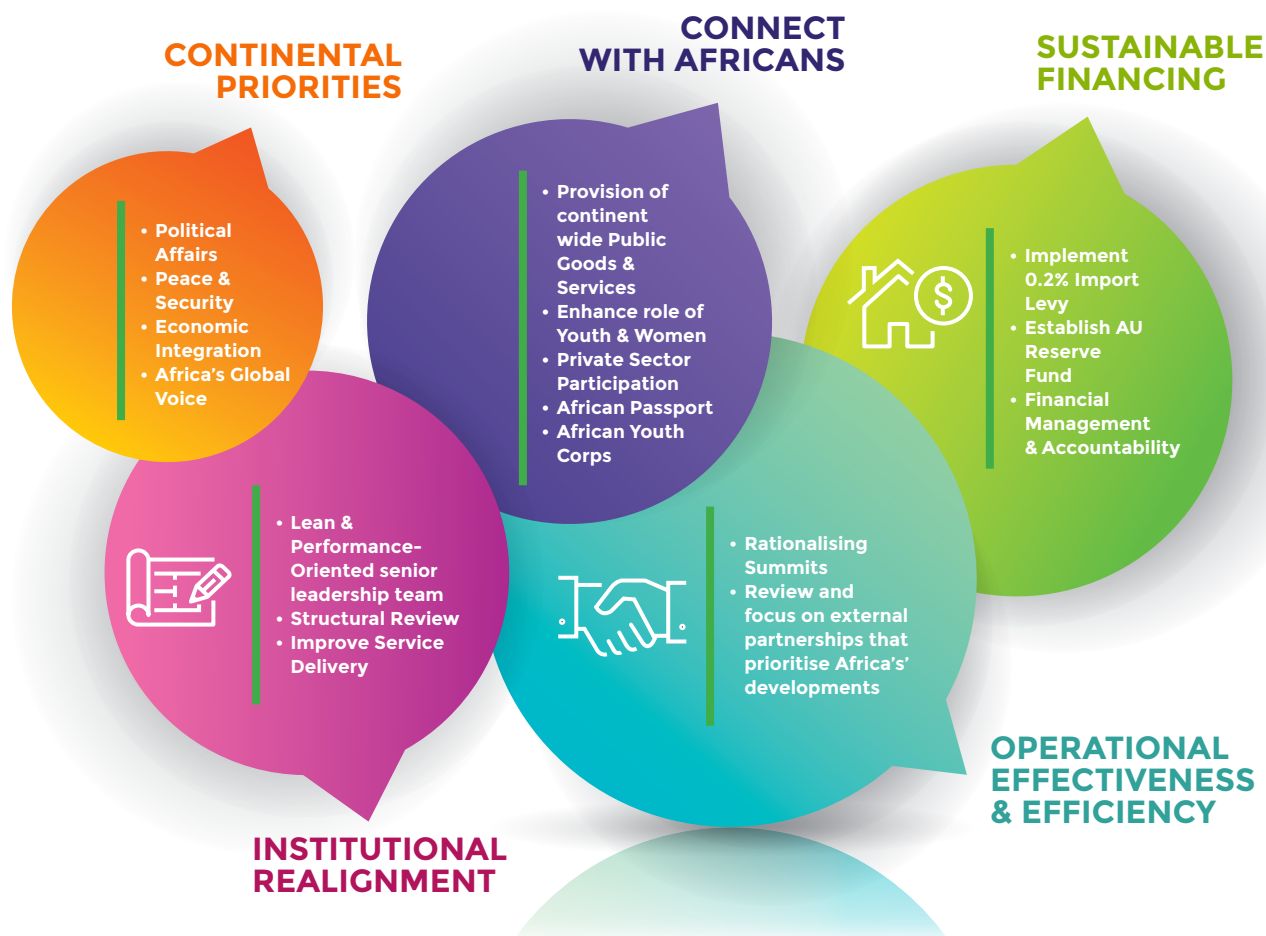 CONTINENTAL
PRIORITIES
• Political
Affairs
• Peace &
Security
• Economic
Integration
• Africa's Global
Voice
CONNECT
WITH AFRICANS
• Provision of
continent
wide Public
Goods &
Services
• Enhance role of
Youth & Women
• Private Sector
Participation
• African Passport
• African Youth
Corps
SUSTAINABLE
FINANCING
$
• Implement
0.2% Import
Levy
• Establish AU
Reserve
Fund
• Financial
Management
& Accountability
• Lean &
Performance-
Oriented senior
leadership team
• Structural Review
• Improve Service
Delivery
INSTITUTIONAL
REALIGNMENT
• Rationalising
Summits
• Review and
focus on external
partnerships that
prioritise Africa's'
developments
OPERATIONAL
EFFECTIVENESS
& EFFICIENCY